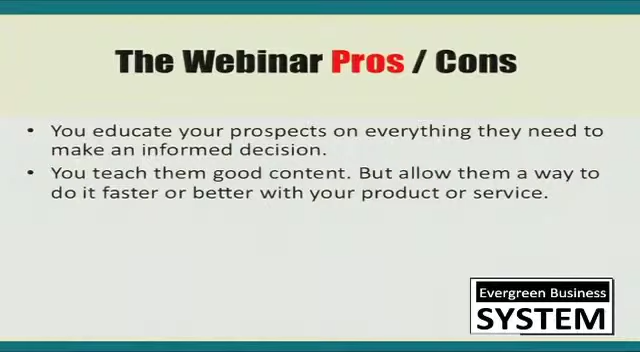 The Webinar Pros / Cons
• You educate your prospects on everything they need to
make an informed decision.
• You teach them good content. But allow them a way to
do it faster or better with your product or service.
Evergreen Business
SYSTEM